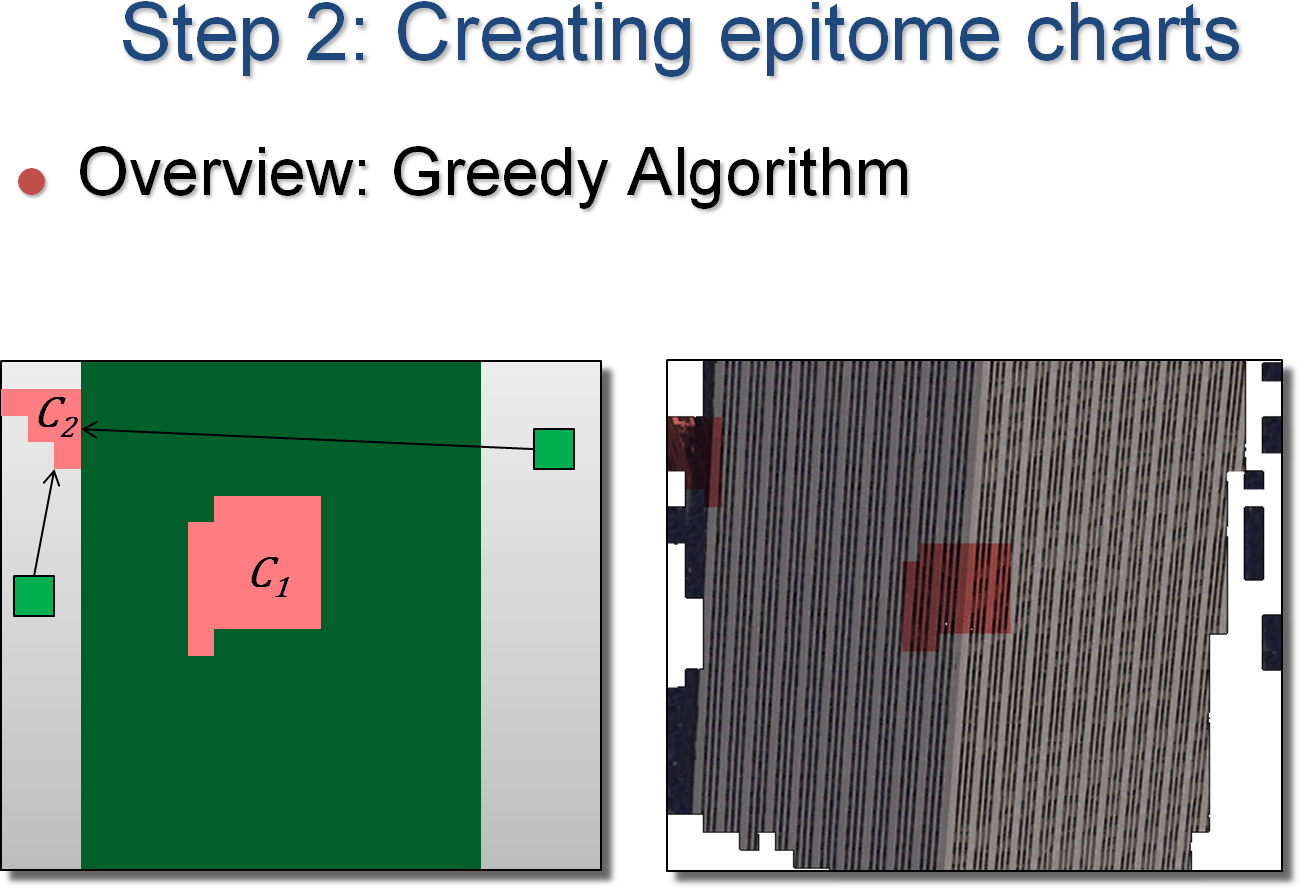 Step 2: Creating epitome charts
Overview: Greedy Algorithm
C2
C1